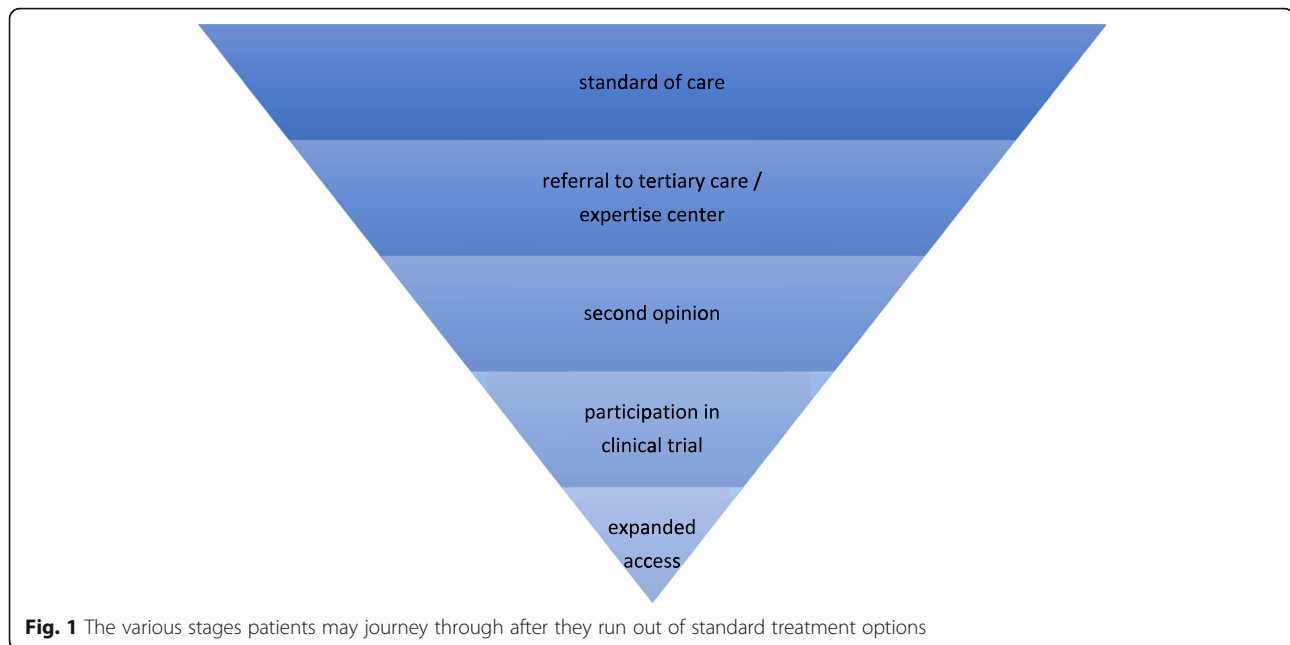 standard of care
referral to tertiary care /
expertise center
second opinion
participation in
clinical trial
expanded
access
Fig. 1 The various stages patients may journey through after they run out of standard treatment options